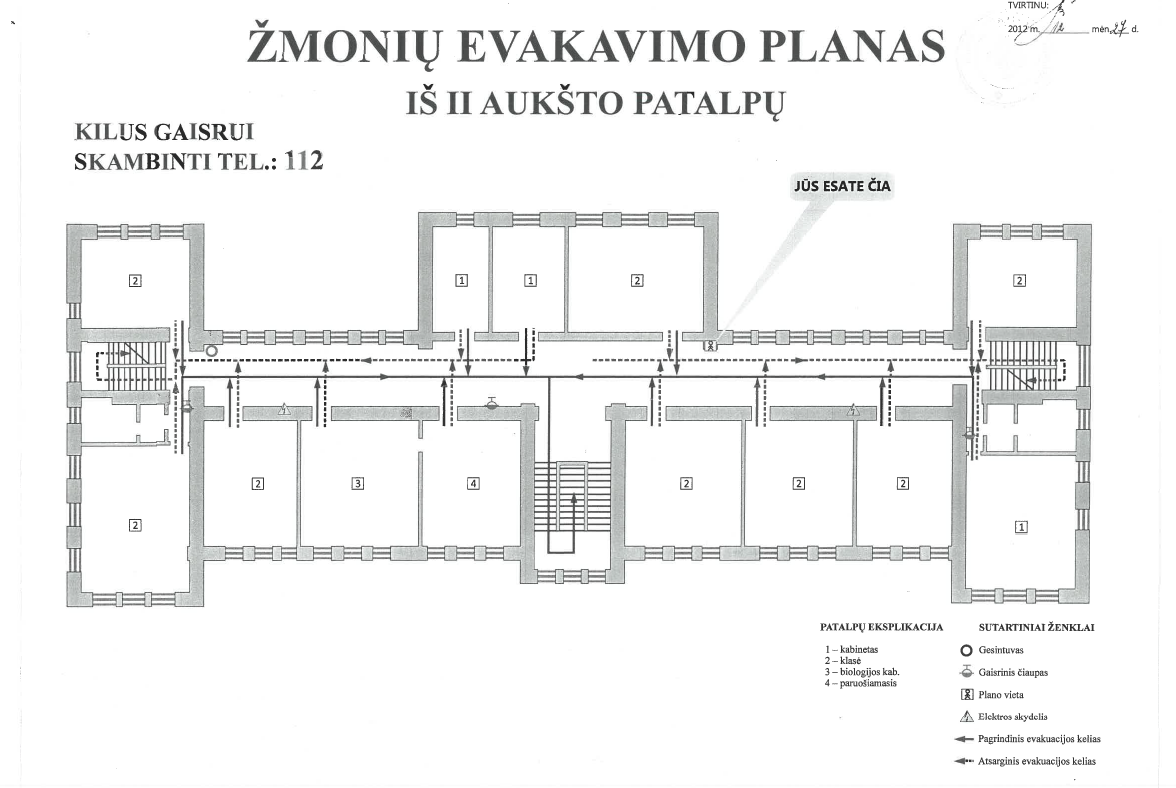 TVIRTINU:
2012 m. 12 mėn. 27 d.
ŽMONIŲ EVAKAVIMO PLANAS
IŠ II AUKŠTO PATALPŲ
KILUS GAISRUI
SKAMBINTI TEL.: 112
JŪS ESATE ČIA
2
1
1
2
2
2
3
4
2
2
2
2
1
PATALPŲ EKSPLIKACIJA
1 – kabinetas
2 – klasė
3 – biologijos kab.
4 – paruošiamasis
SUTARTINIAI ŽENKLAI
Gesintuvas
Gaisrinis čiaupas
Plano vieta
Elektros skydelis
Pagrindinis evakuacijos kelias
Atsarginis evakuacijos kelias